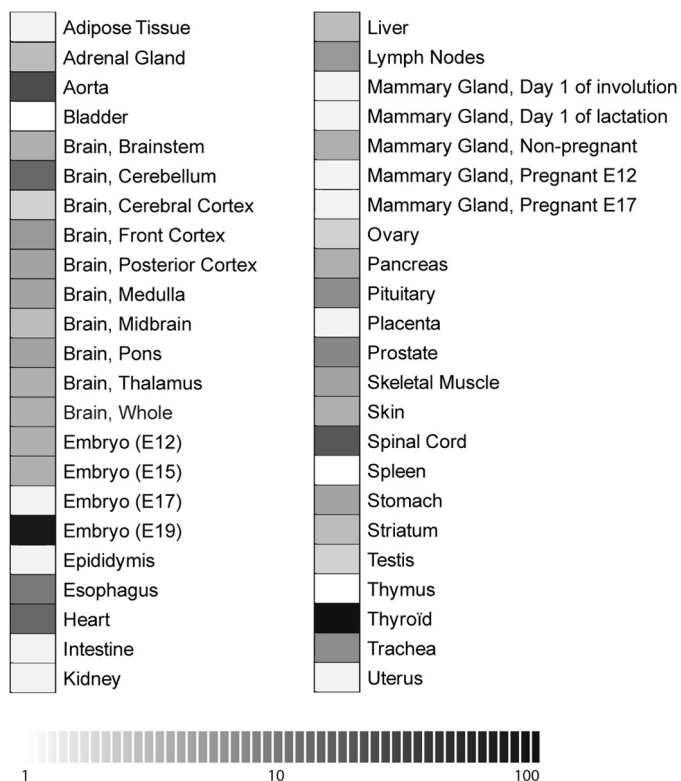 Adipose Tissue
Adrenal Gland
Aorta
Bladder
Brain, Brainstem
Brain, Cerebellum
Brain, Cerebral Cortex
Brain, Front Cortex
Brain, Posterior Cortex
Brain, Medulla
Brain, Midbrain
Brain, Pons
Brain, Thalamus
Brain, Whole
Embryo (E12)
Embryo (E15)
Embryo (E17)
Embryo (E19)
Epididymis
Esophagus
Heart
Intestine
Kidney
Liver
Lymph Nodes
Mammary Gland, Day 1 of involution
Mammary Gland, Day 1 of lactation
Mammary Gland, Non-pregnant
Mammary Gland, Pregnant E12
Mammary Gland, Pregnant E17
Ovary
Pancreas
Pituitary
Placenta
Prostate
Skeletal Muscle
Skin
Spinal Cord
Spleen
Stomach
Striatum
Testis
Thymus
Thyroïd
Trachea
Uterus
1 10 100